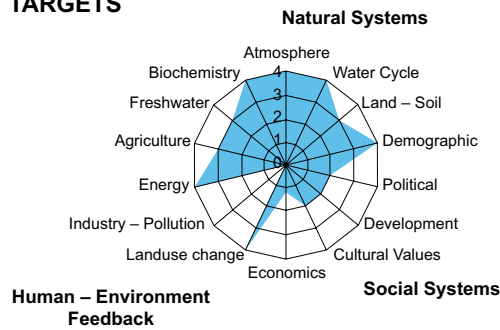 TARGETS
Natural Systems
Atmosphere
Biochemistry
Water Cycle
Freshwater
Land – Soil
Agriculture
Demographic
Energy
Political
Industry – Pollution
Development
Landuse change
Cultural Values
Economics
4
3
2
1
0
Human – Environment
Feedback
Social Systems